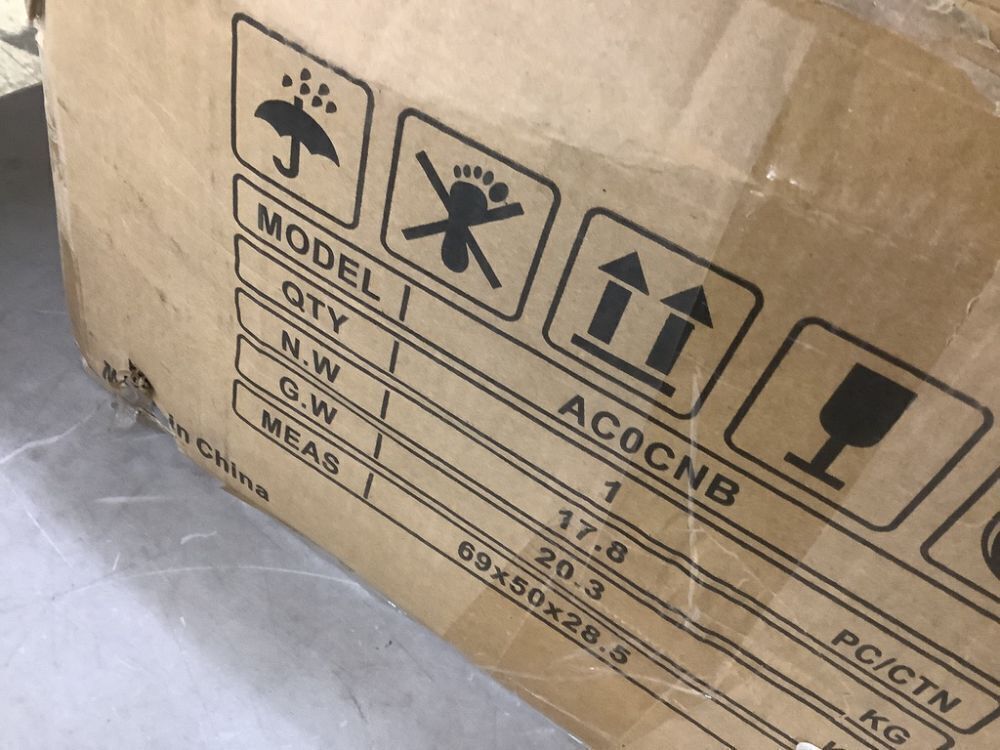 MODEL AC0CNB
QTY 1 PC/CTN
N.W 17.8 KG
G.W 20.3
MEAS 69x50x28.5
in China